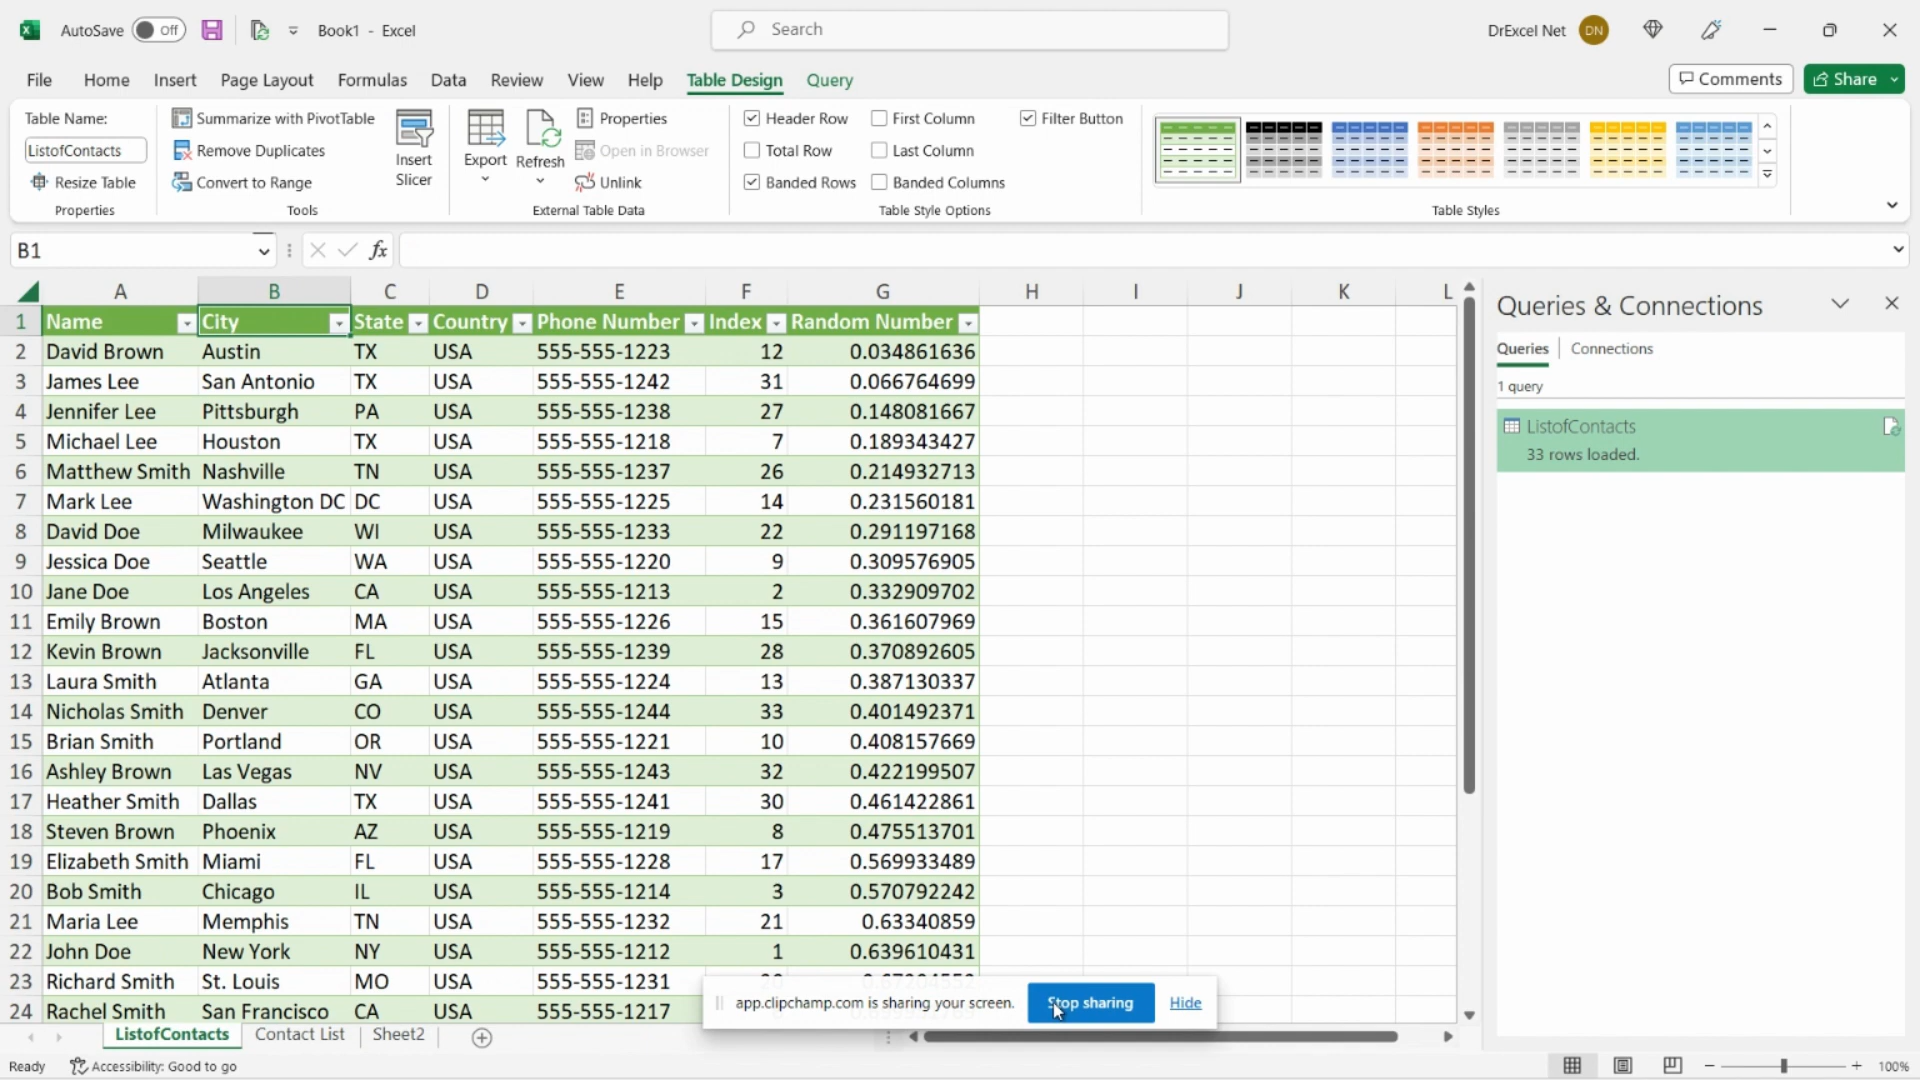 AutoSave Off Book1 - Excel Search DrExcel Net DN
File Home Insert Page Layout Formulas Data Review View Help Table Design Query Comments Share
Table Name: Summarize with PivotTable Properties Header Row First Column Filter Button
ListofContacts Remove Duplicates Insert Slicer Export Refresh Open in Browser Total Row Last Column
Resize Table Convert to Range Unlink Banded Rows Banded Columns
Properties Tools External Table Data Table Style Options Table Styles
B1 fx
A B C D E F G H I J K L
1 Name City State Country Phone Number Index Random Number
2 David Brown Austin TX USA 555-555-1223 12 0.034861636
3 James Lee San Antonio TX USA 555-555-1242 31 0.066764699
4 Jennifer Lee Pittsburgh PA USA 555-555-1238 27 0.148081667
5 Michael Lee Houston TX USA 555-555-1218 7 0.189343427
6 Matthew Smith Nashville TN USA 555-555-1237 26 0.214932713
7 Mark Lee Washington DC DC USA 555-555-1225 14 0.231560181
8 David Doe Milwaukee WI USA 555-555-1233 22 0.291197168
9 Jessica Doe Seattle WA USA 555-555-1220 9 0.309576905
10 Jane Doe Los Angeles CA USA 555-555-1213 2 0.332909702
11 Emily Brown Boston MA USA 555-555-1226 15 0.361607969
12 Kevin Brown Jacksonville FL USA 555-555-1239 28 0.370892605
13 Laura Smith Atlanta GA USA 555-555-1224 13 0.387130337
14 Nicholas Smith Denver CO USA 555-555-1244 33 0.401492371
15 Brian Smith Portland OR USA 555-555-1221 10 0.408157669
16 Ashley Brown Las Vegas NV USA 555-555-1243 32 0.422199507
17 Heather Smith Dallas TX USA 555-555-1241 30 0.461422861
18 Steven Brown Phoenix AZ USA 555-555-1219 8 0.475513701
19 Elizabeth Smith Miami FL USA 555-555-1228 17 0.569933489
20 Bob Smith Chicago IL USA 555-555-1214 3 0.570792242
21 Maria Lee Memphis TN USA 555-555-1232 21 0.63340859
22 John Doe New York NY USA 555-555-1212 1 0.639610431
23 Richard Smith St. Louis MO USA 555-555-1231
24 Rachel Smith San Francisco CA USA 555-555-1217
app.clipchamp.com is sharing your screen. Stop sharing Hide
Queries & Connections
Queries Connections
1 query
ListofContacts
33 rows loaded.
ListofContacts Contact List Sheet2
Ready Accessibility: Good to go 100%